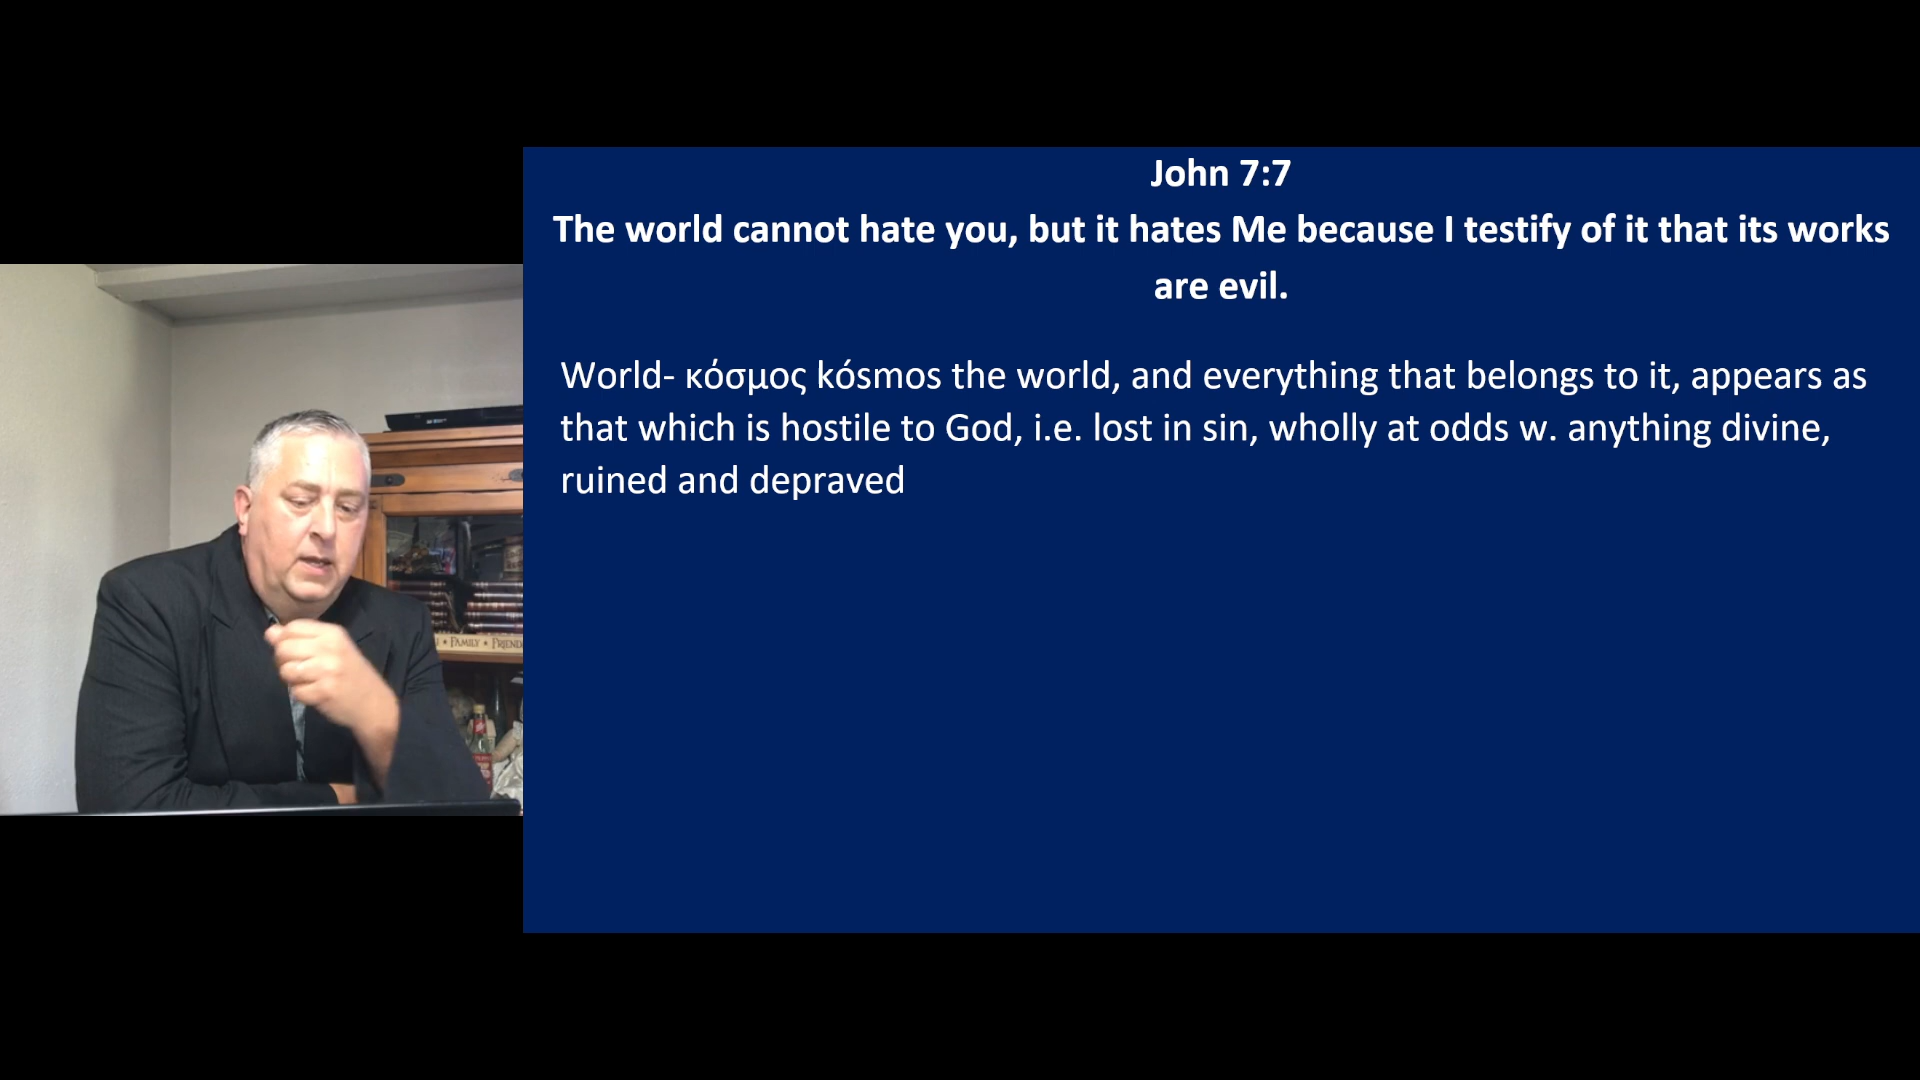 John 7:7
The world cannot hate you, but it hates Me because I testify of it that its works
are evil.
World- κόσμος kósmos the world, and everything that belongs to it, appears as
that which is hostile to God, i.e. lost in sin, wholly at odds w. anything divine,
ruined and depraved
★ FAMILY ★ FRIEND